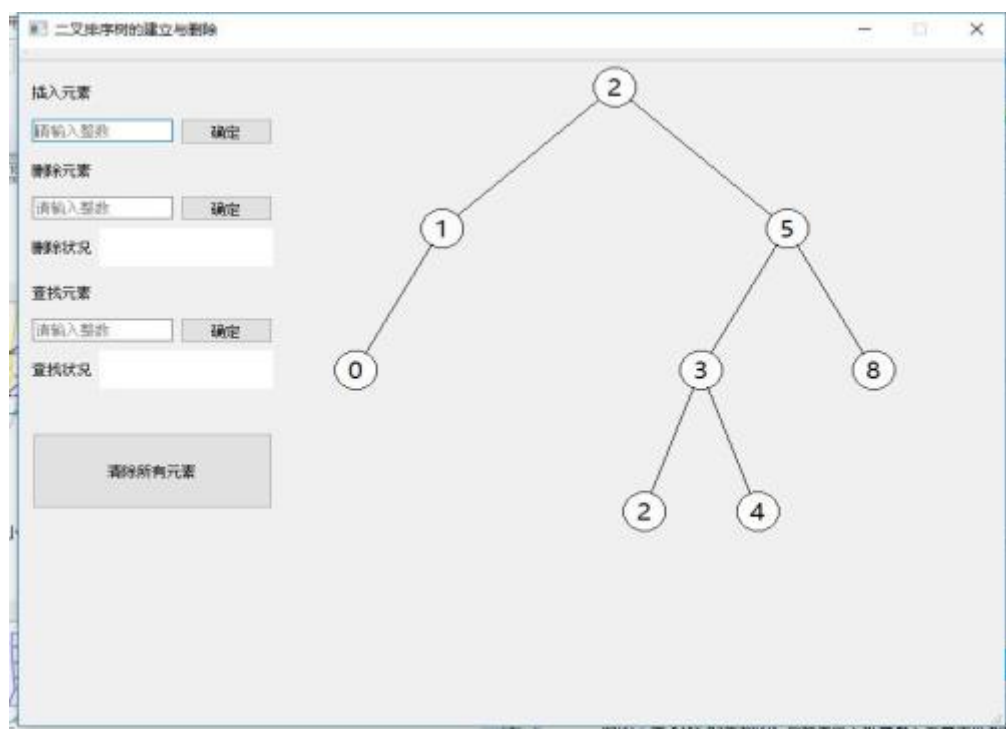 二叉排序树的建立与删除
插入元素
请输入整数 确定
删除元素
请输入整数 确定
删除状况
查找元素
请输入整数 确定
查找状况
清除所有元素
2
1 5
0 3 8
2 4